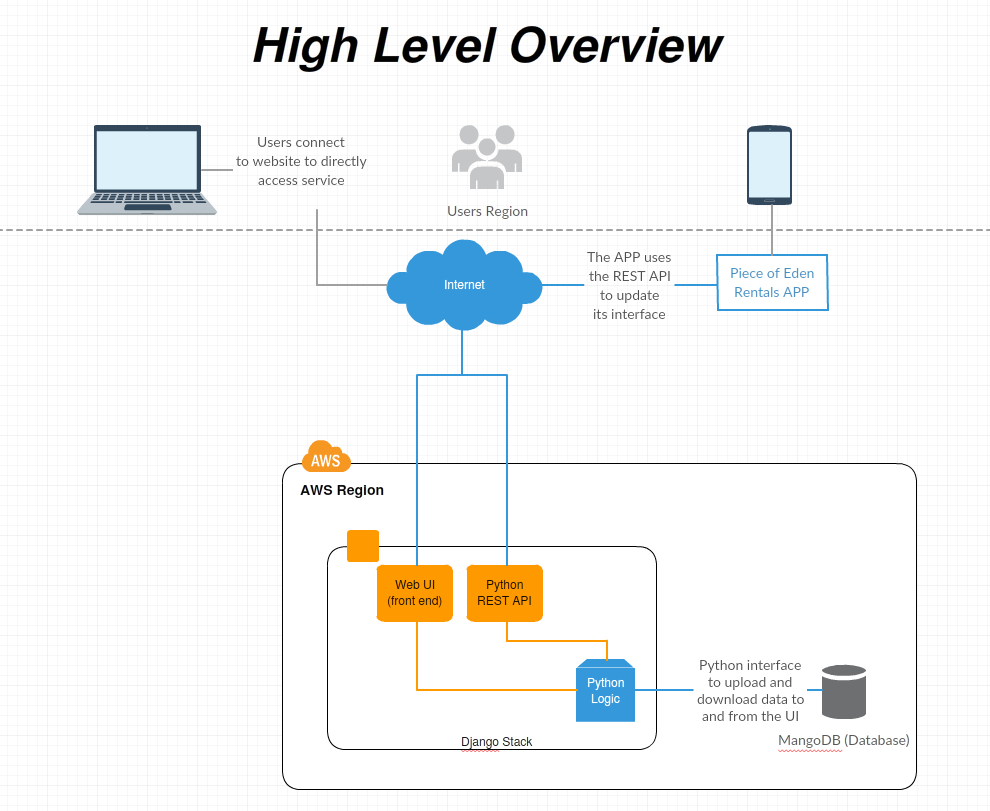 High Level Overview
Users connect
to website to directly
access service
Users Region
Internet
The APP uses
the REST API
to update
its interface
Piece of Eden
Rentals APP
AWS
AWS Region
Web UI
(front end)
Python
REST API
Python
Logic
Python interface
to upload and
download data to
and from the UI
Django Stack
MangoDB (Database)